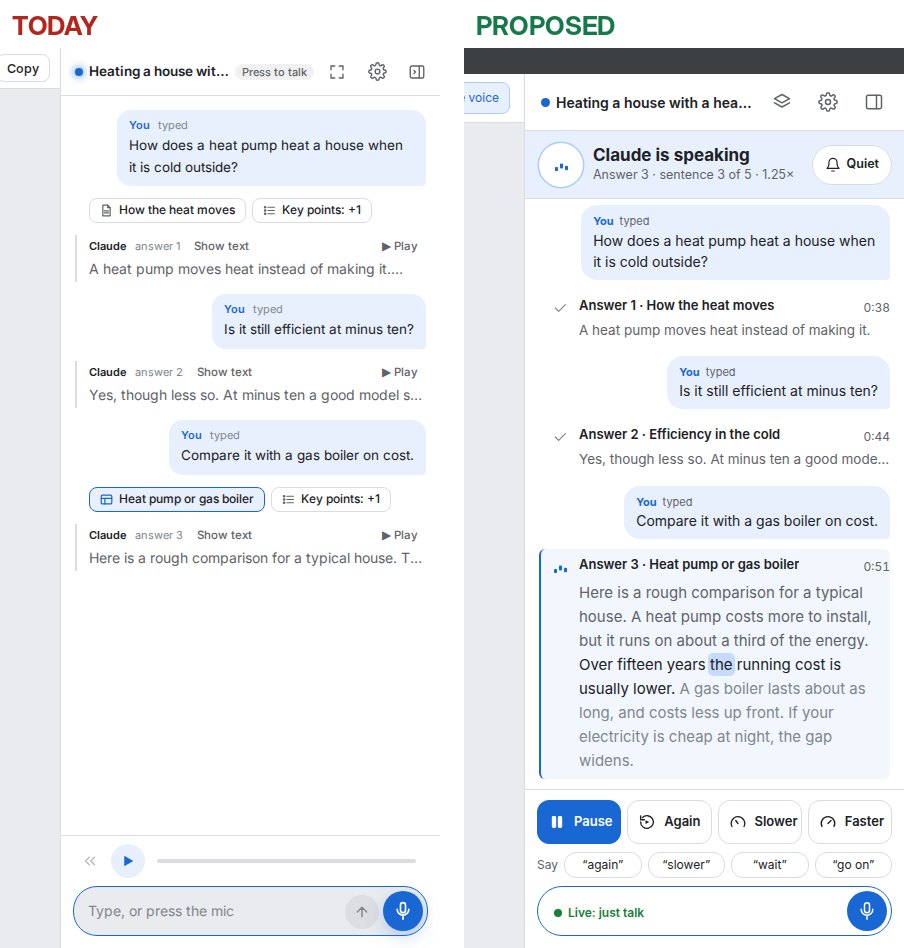 TODAY
Copy
Heating a house wit... Press to talk
You typed
How does a heat pump heat a house when
it is cold outside?
How the heat moves Key points: +1
Claude answer 1 Show text ▶ Play
A heat pump moves heat instead of making it....
You typed
Is it still efficient at minus ten?
Claude answer 2 Show text ▶ Play
Yes, though less so. At minus ten a good model s...
You typed
Compare it with a gas boiler on cost.
Heat pump or gas boiler Key points: +1
Claude answer 3 Show text ▶ Play
Here is a rough comparison for a typical house. T...
Type, or press the mic
PROPOSED
voice
Heating a house with a hea...
Claude is speaking
Answer 3 · sentence 3 of 5 · 1.25×
Quiet
You typed
How does a heat pump heat a house when
it is cold outside?
Answer 1 · How the heat moves 0:38
A heat pump moves heat instead of making it.
You typed
Is it still efficient at minus ten?
Answer 2 · Efficiency in the cold 0:44
Yes, though less so. At minus ten a good mode...
You typed
Compare it with a gas boiler on cost.
Answer 3 · Heat pump or gas boiler 0:51
Here is a rough comparison for a typical
house. A heat pump costs more to install,
but it runs on about a third of the energy.
Over fifteen years the running cost is
usually lower. A gas boiler lasts about as
long, and costs less up front. If your
electricity is cheap at night, the gap
widens.
Pause Again Slower Faster
Say “again” “slower” “wait” “go on”
Live: just talk